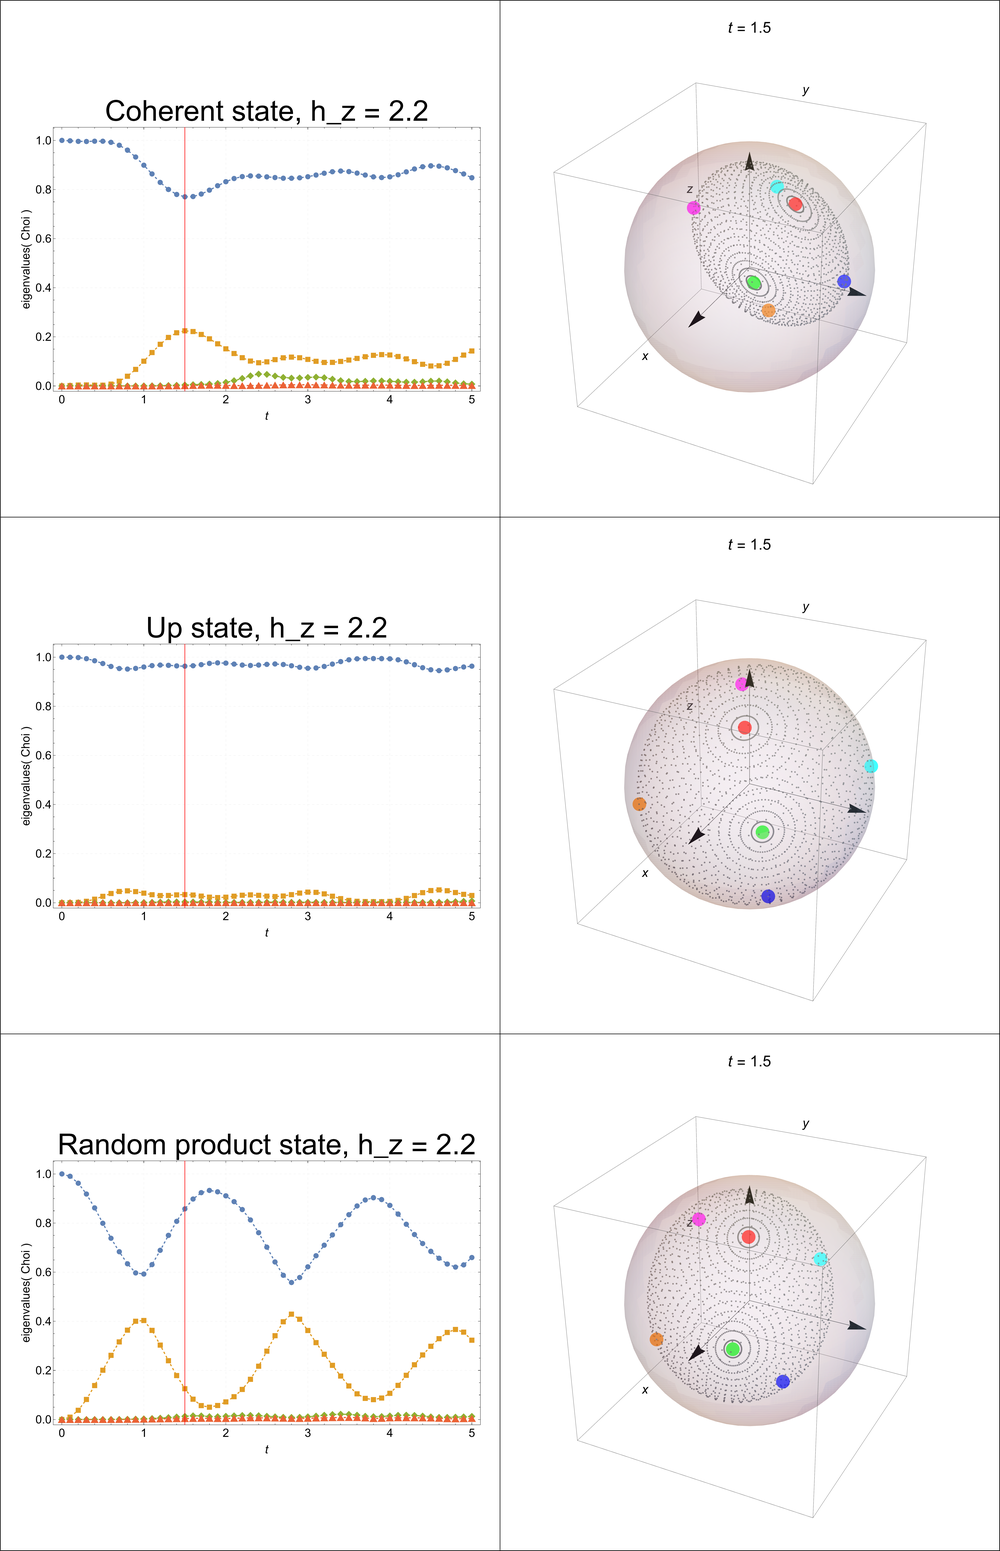 t = 1.5
y
Coherent state, h_z = 2.2
1.0
0.8
0.6
0.4
0.2
0.0
eigenvalues( Choi )
z
x
0 1 2 3 4 5
t
t = 1.5
y
Up state, h_z = 2.2
1.0
0.8
0.6
0.4
0.2
0.0
eigenvalues( Choi )
z
x
0 1 2 3 4 5
t
t = 1.5
y
Random product state, h_z = 2.2
1.0
0.8
0.6
0.4
0.2
0.0
eigenvalues( Choi )
z
x
0 1 2 3 4 5
t